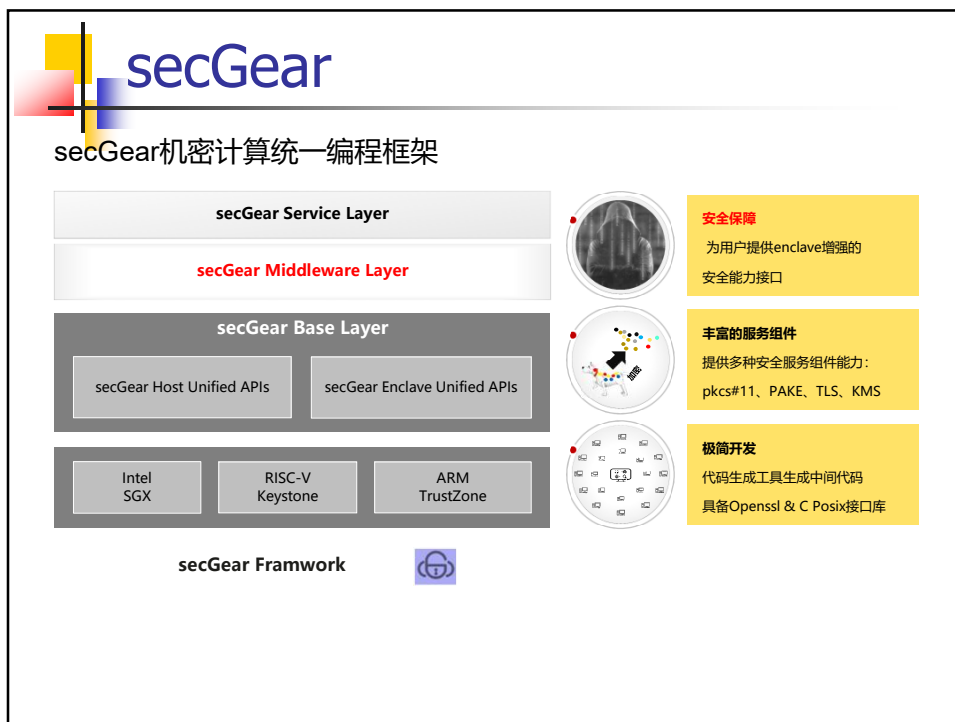 secGear
secGear机密计算统一编程框架
secGear Service Layer
secGear Middleware Layer
secGear Base Layer
secGear Host Unified APIs
secGear Enclave Unified APIs
Intel
SGX
RISC-V
Keystone
ARM
TrustZone
secGear Framwork
安全保障
为用户提供enclave增强的
安全能力接口
加密
丰富的服务组件
提供多种安全服务组件能力：
pkcs#11、PAKE、TLS、KMS
极简开发
代码生成工具生成中间代码
具备Openssl & C Posix接口库